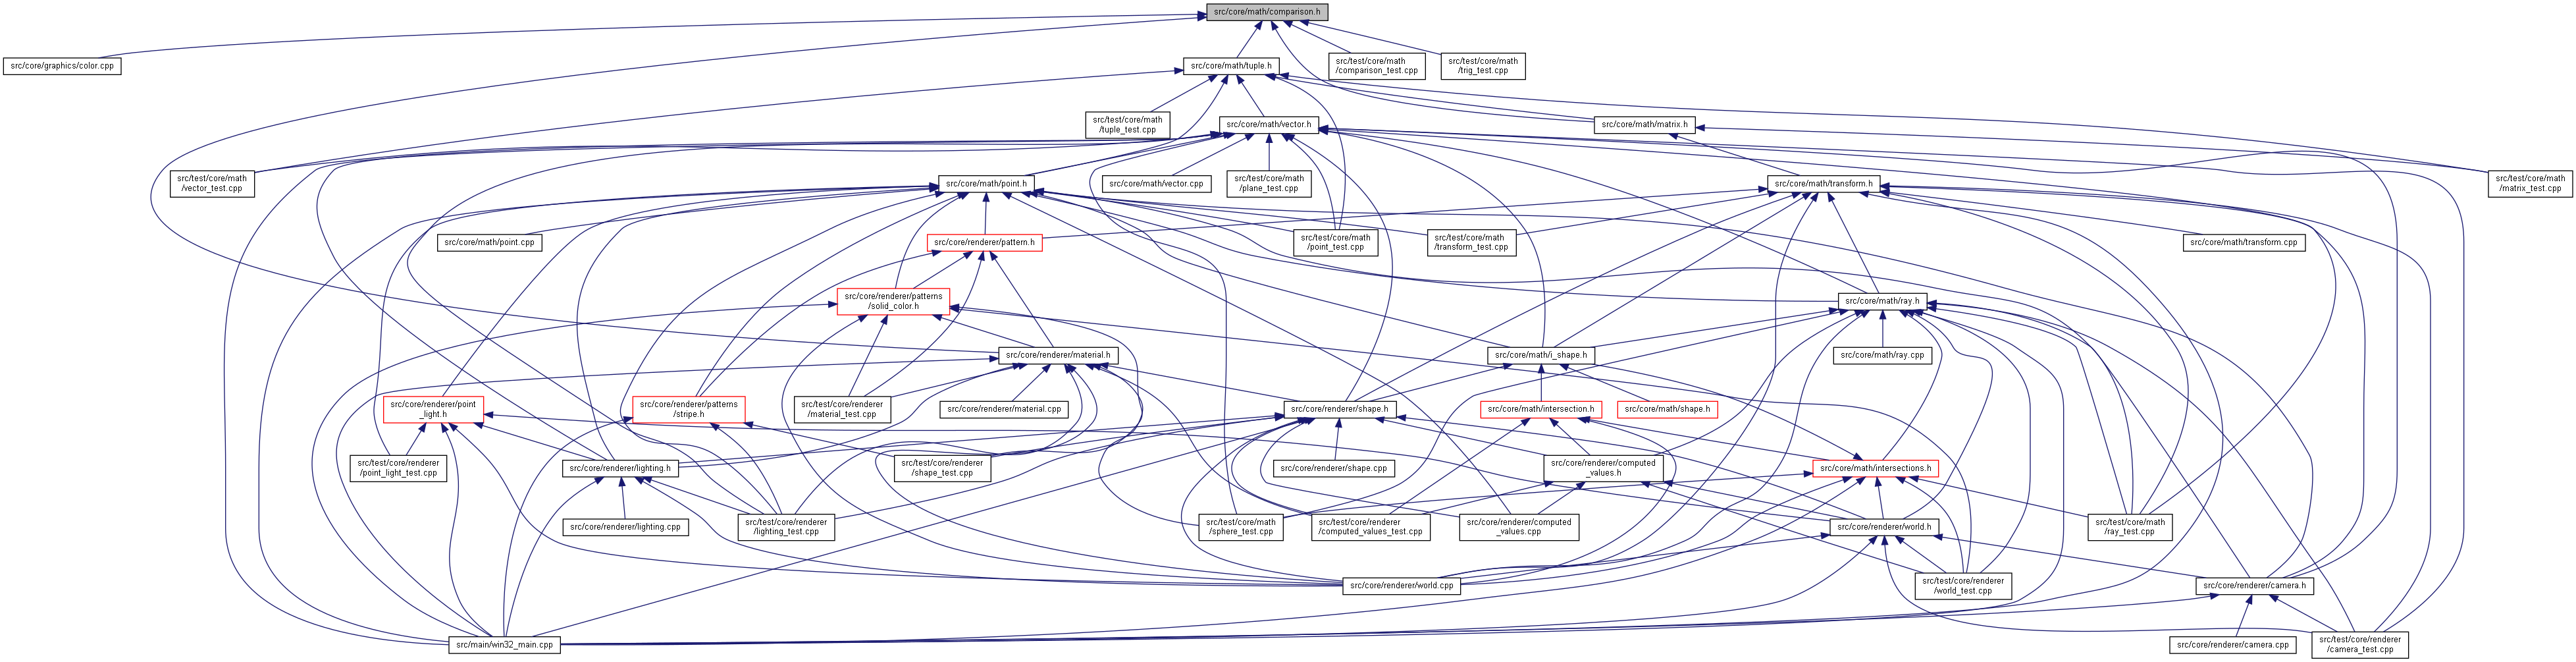 src/core/math/comparison.h
src/core/graphics/color.cpp
src/core/math/tuple.h
src/test/core/math
/comparison_test.cpp
src/test/core/math
/trig_test.cpp
src/test/core/math
/tuple_test.cpp
src/core/math/vector.h
src/core/math/matrix.h
src/test/core/math
/vector_test.cpp
src/core/math/point.h
src/core/math/vector.cpp
src/test/core/math
/plane_test.cpp
src/core/math/transform.h
src/test/core/math
/matrix_test.cpp
src/core/math/point.cpp
src/core/renderer/pattern.h
src/test/core/math
/point_test.cpp
src/test/core/math
/transform_test.cpp
src/core/math/transform.cpp
src/core/renderer/patterns
/solid_color.h
src/core/math/ray.h
src/core/renderer/material.h
src/core/math/i_shape.h
src/core/math/ray.cpp
src/core/renderer/point
_light.h
src/core/renderer/patterns
/stripe.h
src/test/core/renderer
/material_test.cpp
src/core/renderer/material.cpp
src/core/renderer/shape.h
src/core/math/intersection.h
src/core/math/shape.h
src/test/core/renderer
/point_light_test.cpp
src/core/renderer/lighting.h
src/test/core/renderer
/shape_test.cpp
src/core/renderer/shape.cpp
src/core/renderer/computed
_values.h
src/core/math/intersections.h
src/core/renderer/lighting.cpp
src/test/core/renderer
/lighting_test.cpp
src/test/core/math
/sphere_test.cpp
src/test/core/renderer
/computed_values_test.cpp
src/core/renderer/computed
_values.cpp
src/core/renderer/world.h
src/test/core/math
/ray_test.cpp
src/core/renderer/world.cpp
src/test/core/renderer
/world_test.cpp
src/core/renderer/camera.h
src/main/win32_main.cpp
src/core/renderer/camera.cpp
src/test/core/renderer
/camera_test.cpp